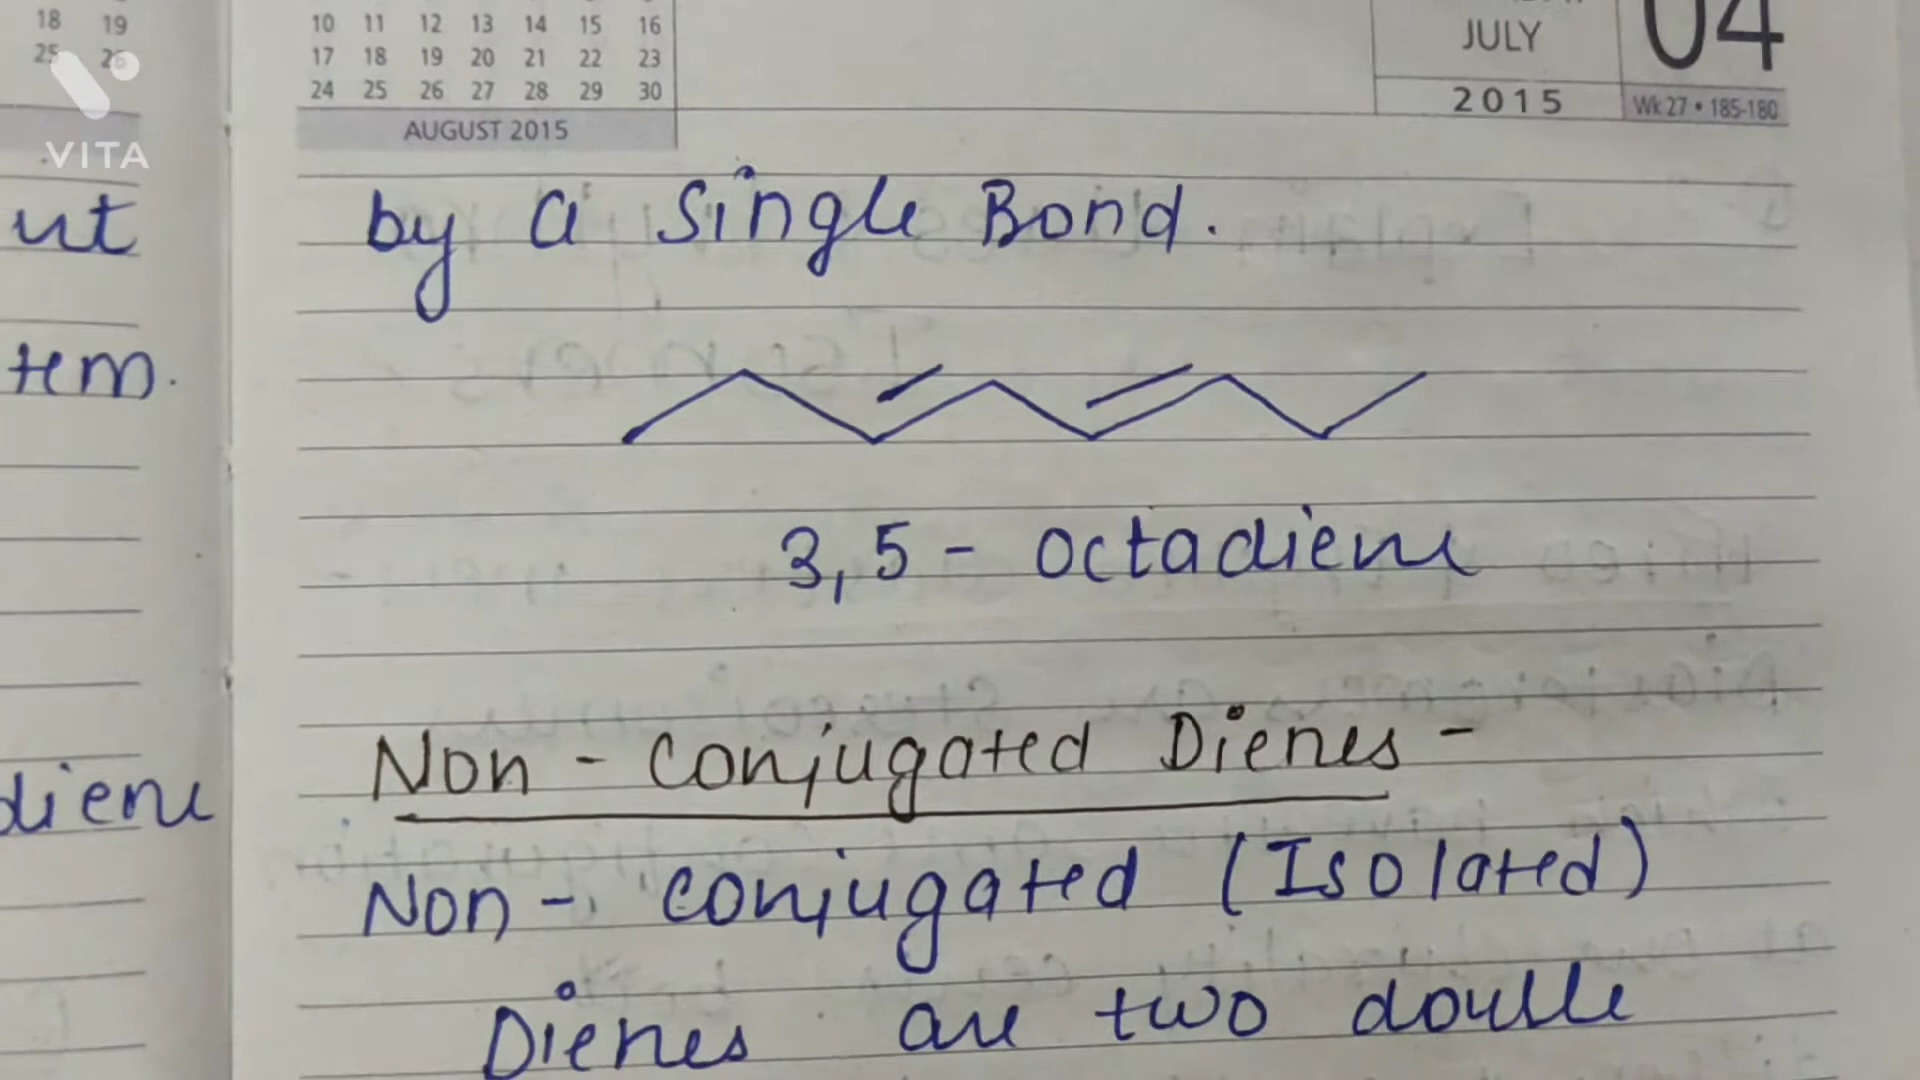 18 19
25 26
VITA
ut
tem.
diene
10 11 12 13 14 15 16
17 18 19 20 21 22 23
24 25 26 27 28 29 30
AUGUST 2015
JULY
04
2015
Wk 27 • 185-180
by a Single Bond.
3,5 - octadiene
Non - Conjugated Dienes -
Non - Conjugated (Isolated)
Dienes are two double